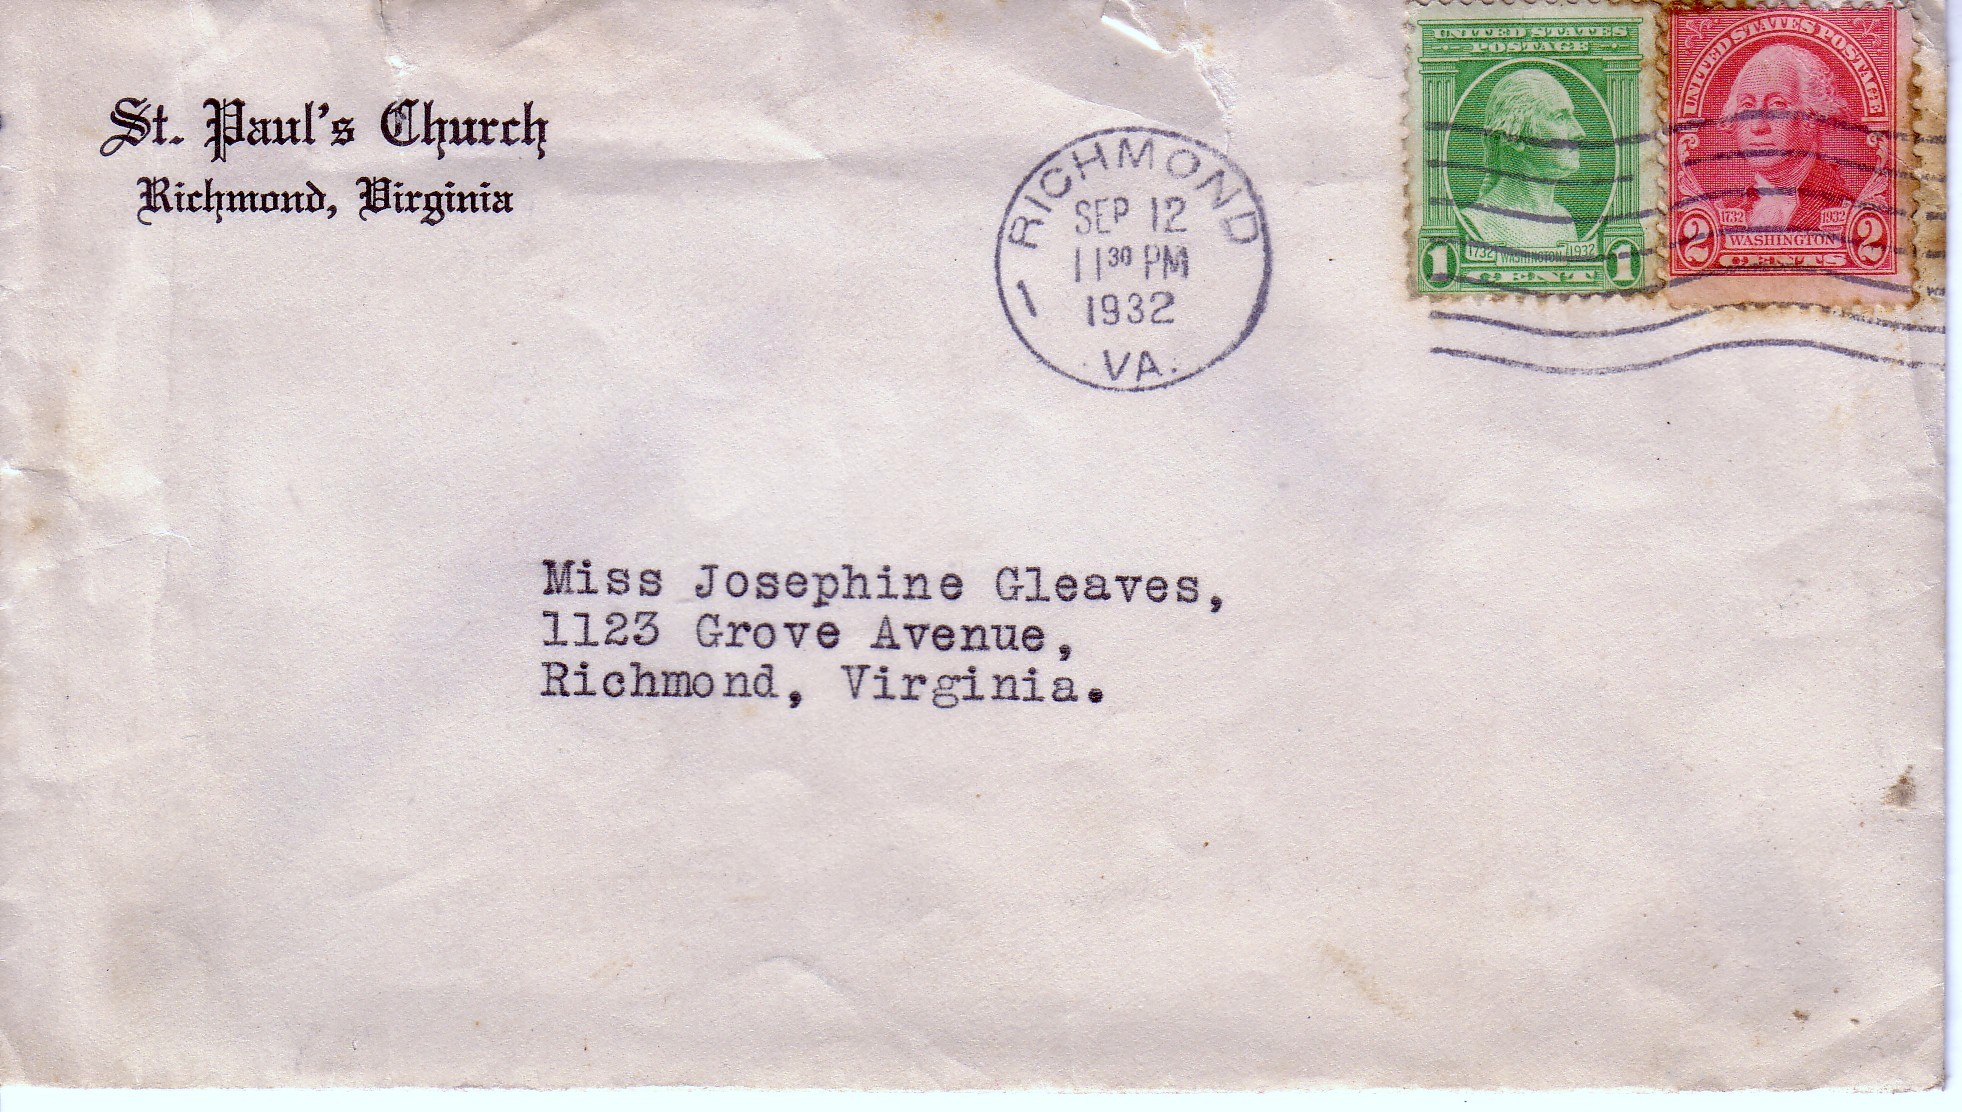 St. Paul's Church
Richmond, Virginia
RICHMOND
SEP 12
11 30 PM
1932
1
VA.
UNITED STATES
POSTAGE
1732 WASHINGTON 1932
1 CENT 1
UNITED STATES POSTAGE
1732 1932
WASHINGTON
2 CENTS 2
Miss Josephine Gleaves,
1123 Grove Avenue,
Richmond, Virginia.